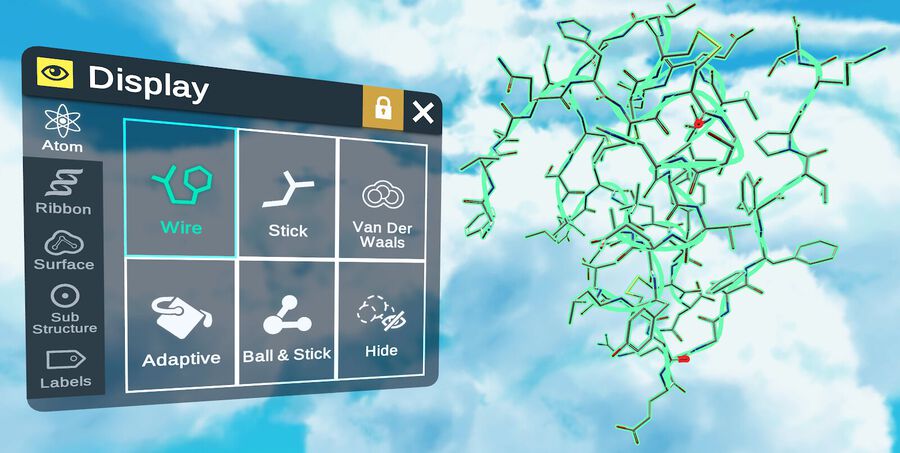 Display
Atom
Ribbon
Surface
Sub
Structure
Labels
Wire
Stick
Van Der
Waals
Adaptive
Ball & Stick
Hide